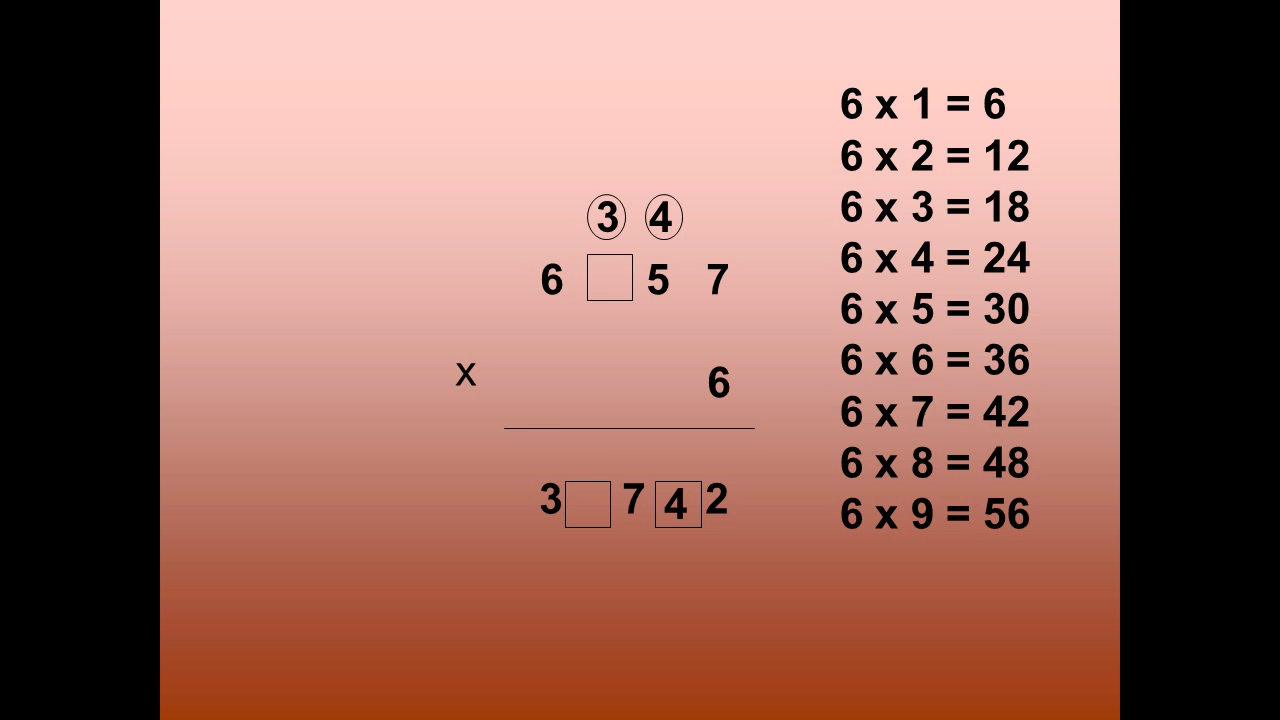 3 4
6 5 7
x 6
3 7 4 2
6 x 1 = 6
6 x 2 = 12
6 x 3 = 18
6 x 4 = 24
6 x 5 = 30
6 x 6 = 36
6 x 7 = 42
6 x 8 = 48
6 x 9 = 56